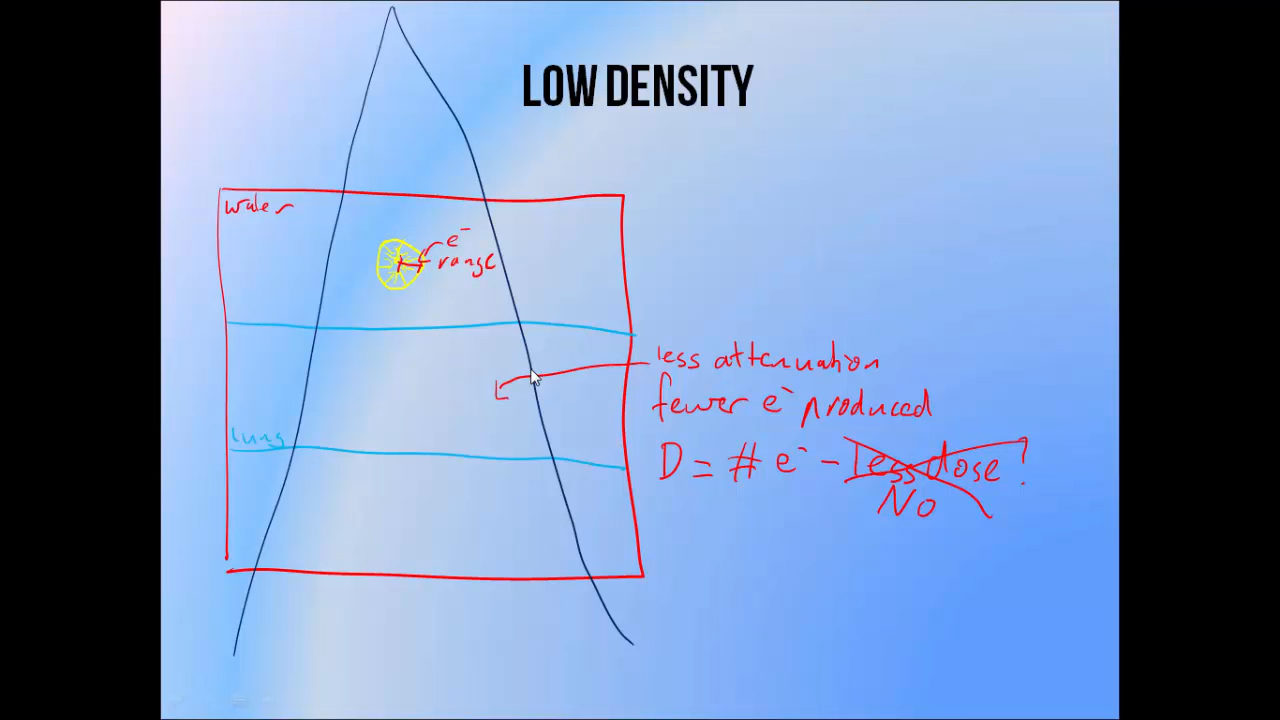 LOW DENSITY
water
e⁻
range
less attenuation
fewer e⁻ produced
D = # e⁻ - Less dose ?
No
lung